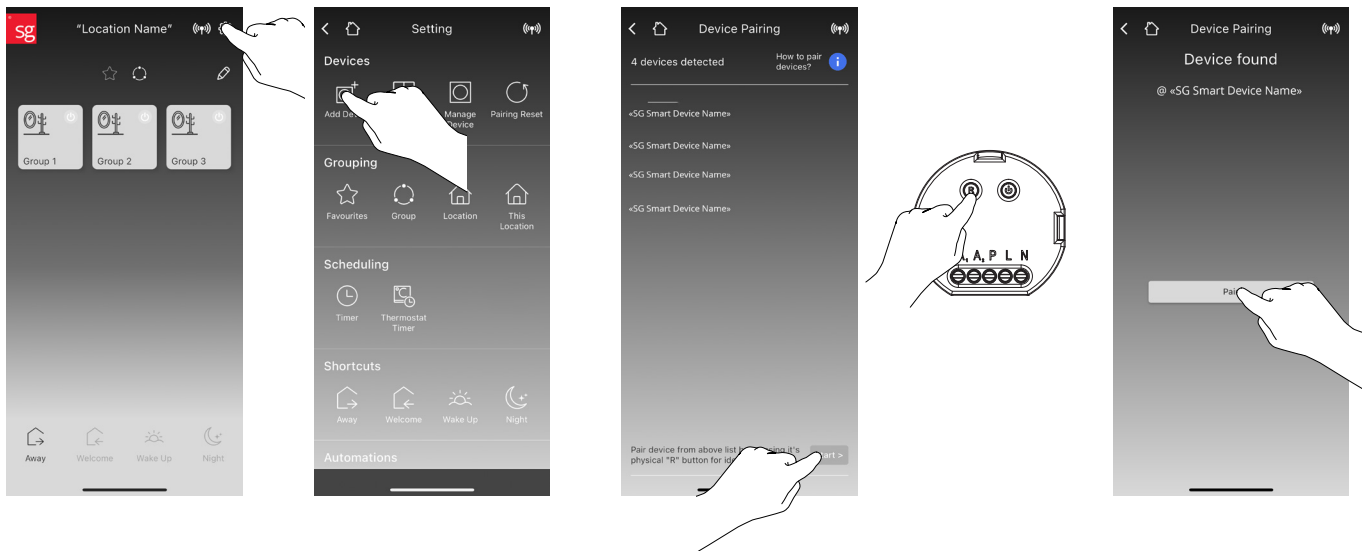 sg
"Location Name"
Group 1
Group 2
Group 3
Away
Welcome
Wake Up
Night
Setting
Devices
Manage
Device
Pairing Reset
Grouping
Favourites
Group
Location
This
Location
Scheduling
Timer
Thermostat
Timer
Shortcuts
Away
Welcome
Wake Up
Night
Automations
Device Pairing
4 devices detected
How to pair
devices?
i
«SG Smart Device Name»
«SG Smart Device Name»
«SG Smart Device Name»
«SG Smart Device Name»
Pair device from above list
it's
physical "R" button for
R
P L N
Device Pairing
Device found
@ «SG Smart Device Name»